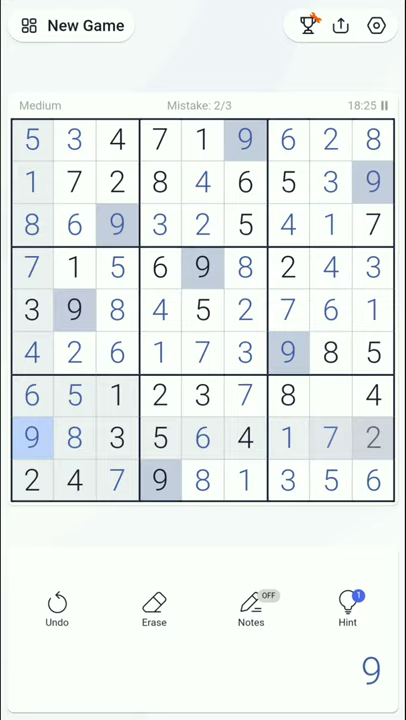 New Game
Medium Mistake: 2/3 18:25
5 3 4 7 1 9 6 2 8
1 7 2 8 4 6 5 3 9
8 6 9 3 2 5 4 1 7
7 1 5 6 9 8 2 4 3
3 9 8 4 5 2 7 6 1
4 2 6 1 7 3 9 8 5
6 5 1 2 3 7 8 4
9 8 3 5 6 4 1 7 2
2 4 7 9 8 1 3 5 6
OFF 1
Undo Erase Notes Hint
9